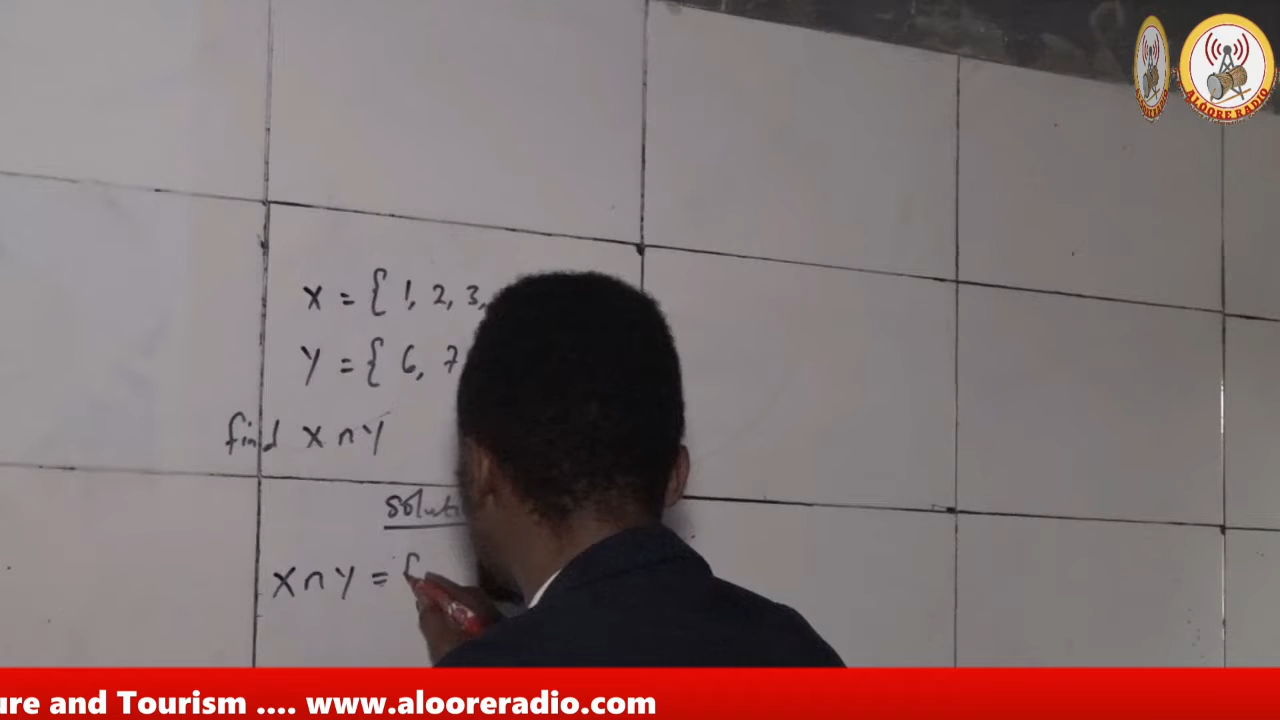 ALOORE RADIO
X = { 1, 2, 3,
Y = { 6, 7
find X ∩ Y
X ∩ Y = {
ure and Tourism .... www.alooreradio.com